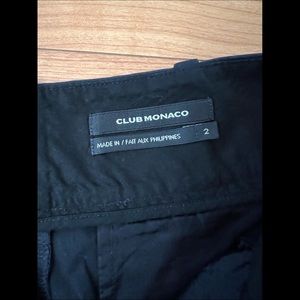 CLUB MONACO
MADE IN / FAIT AUX PHILIPPINES 2